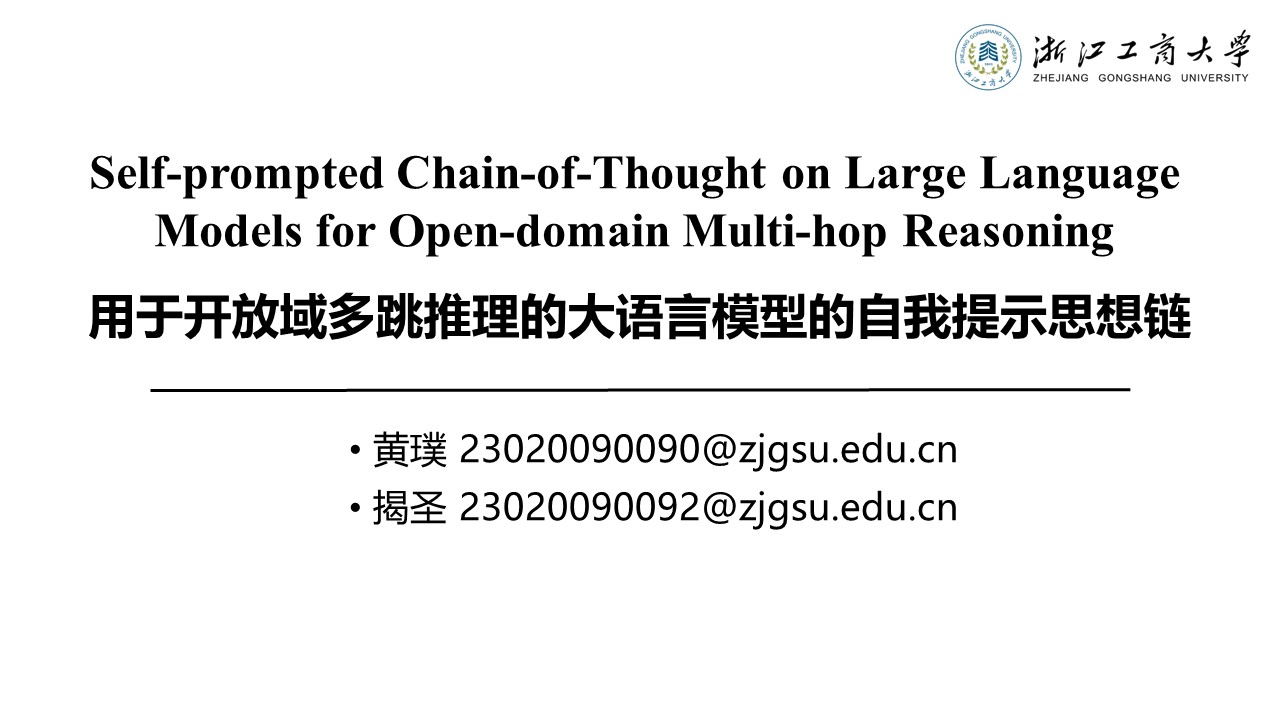 浙江工商大学
ZHEJIANG GONGSHANG UNIVERSITY
Self-prompted Chain-of-Thought on Large Language
Models for Open-domain Multi-hop Reasoning
用于开放域多跳推理的大语言模型的自我提示思想链
• 黄璞 23020090090@zjgsu.edu.cn
• 揭圣 23020090092@zjgsu.edu.cn